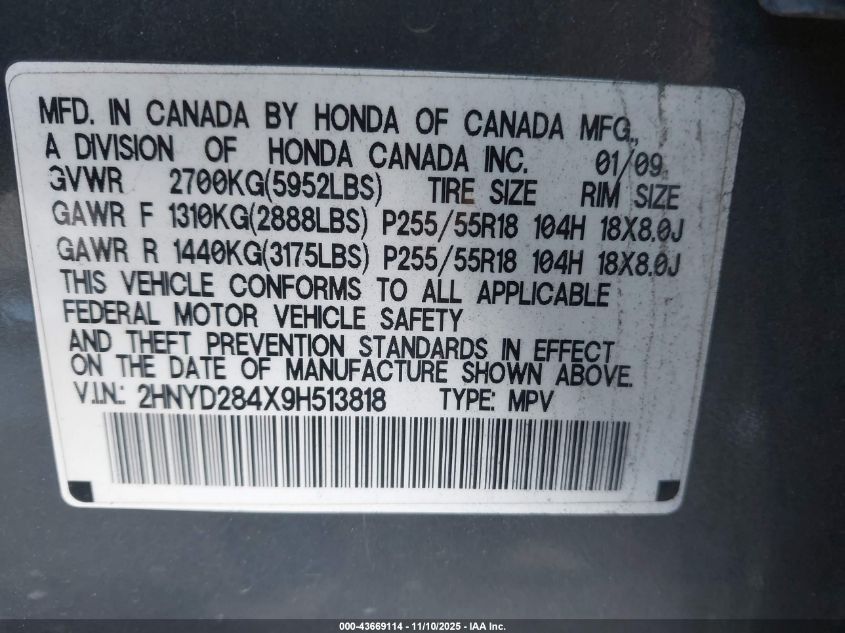 MFD. IN CANADA BY HONDA OF CANADA MFG.,
A DIVISION OF HONDA CANADA INC. 01/09
GVWR 2700KG(5952LBS) TIRE SIZE RIM SIZE
GAWR F 1310KG(2888LBS) P255/55R18 104H 18X8.0J
GAWR R 1440KG(3175LBS) P255/55R18 104H 18X8.0J
THIS VEHICLE CONFORMS TO ALL APPLICABLE
FEDERAL MOTOR VEHICLE SAFETY
AND THEFT PREVENTION STANDARDS IN EFFECT
ON THE DATE OF MANUFACTURE SHOWN ABOVE.
V.I.N.: 2HNYD284X9H513818 TYPE: MPV
000-43669114 - 11/10/2025 - IAA Inc.